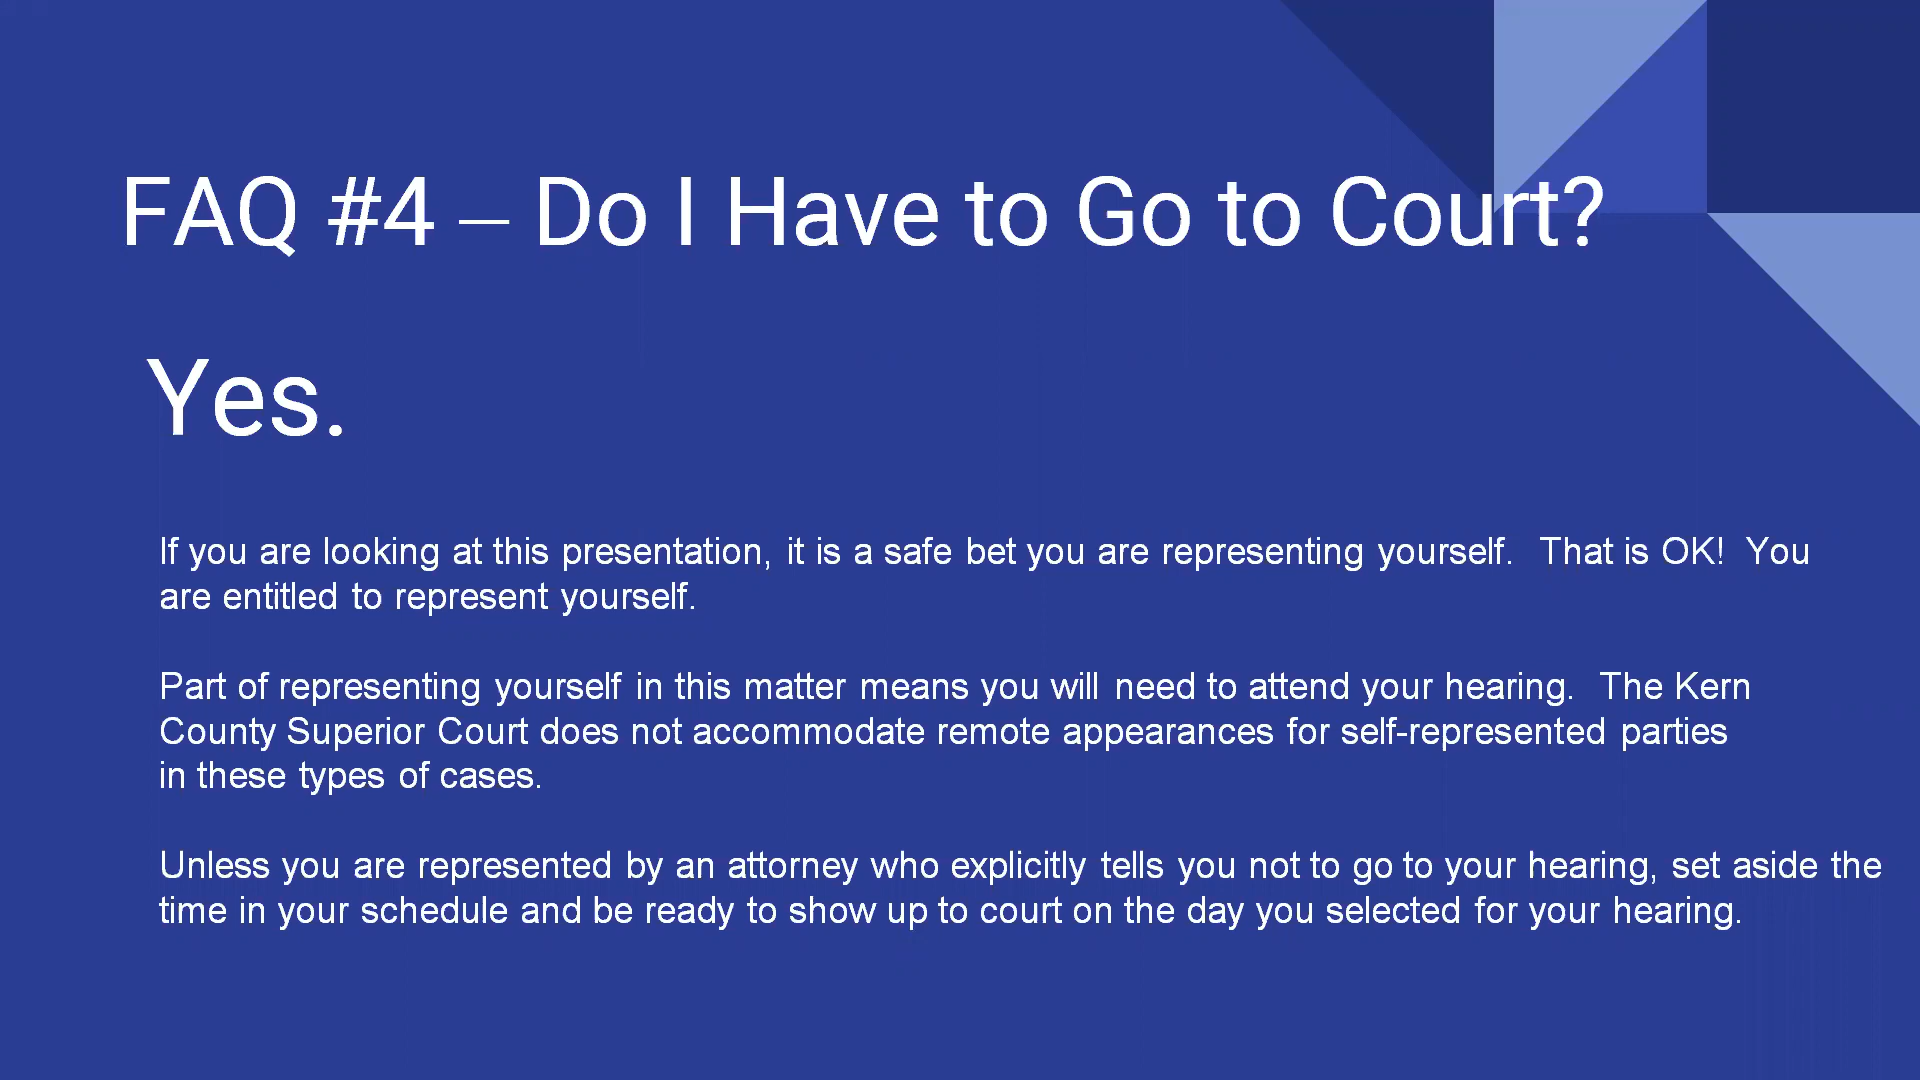 FAQ #4 – Do I Have to Go to Court?
Yes.
If you are looking at this presentation, it is a safe bet you are representing yourself.  That is OK!  You
are entitled to represent yourself.
Part of representing yourself in this matter means you will need to attend your hearing.  The Kern
County Superior Court does not accommodate remote appearances for self-represented parties
in these types of cases.
Unless you are represented by an attorney who explicitly tells you not to go to your hearing, set aside the
time in your schedule and be ready to show up to court on the day you selected for your hearing.